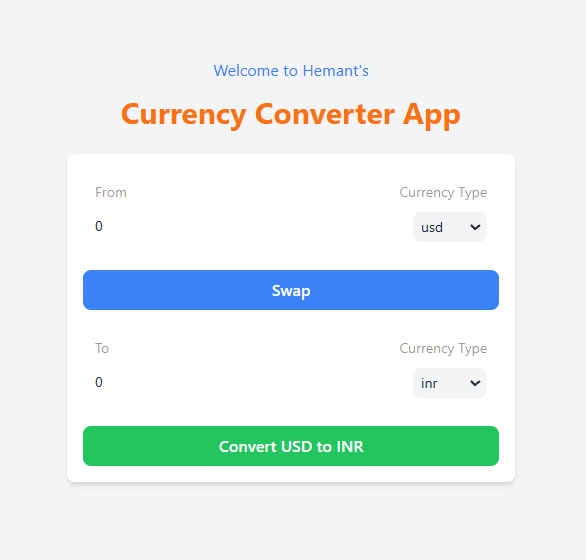 Welcome to Hemant's
Currency Converter App
From Currency Type
0 usd
Swap
To Currency Type
0 inr
Convert USD to INR